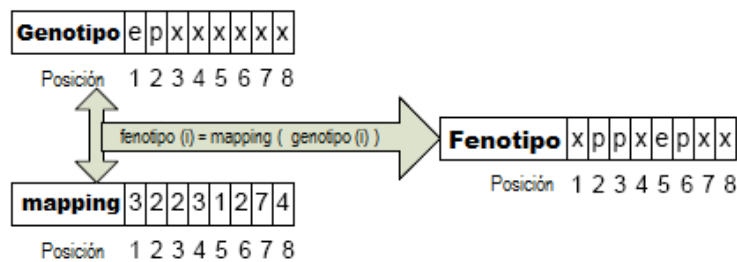 Genotipo e p x x x x x x
Posición 1 2 3 4 5 6 7 8
fenotipo (i) = mapping ( genotipo (i) )
Fenotipo x p p x e p x x
Posición 1 2 3 4 5 6 7 8
mapping 3 2 2 3 1 2 7 4
Posición 1 2 3 4 5 6 7 8